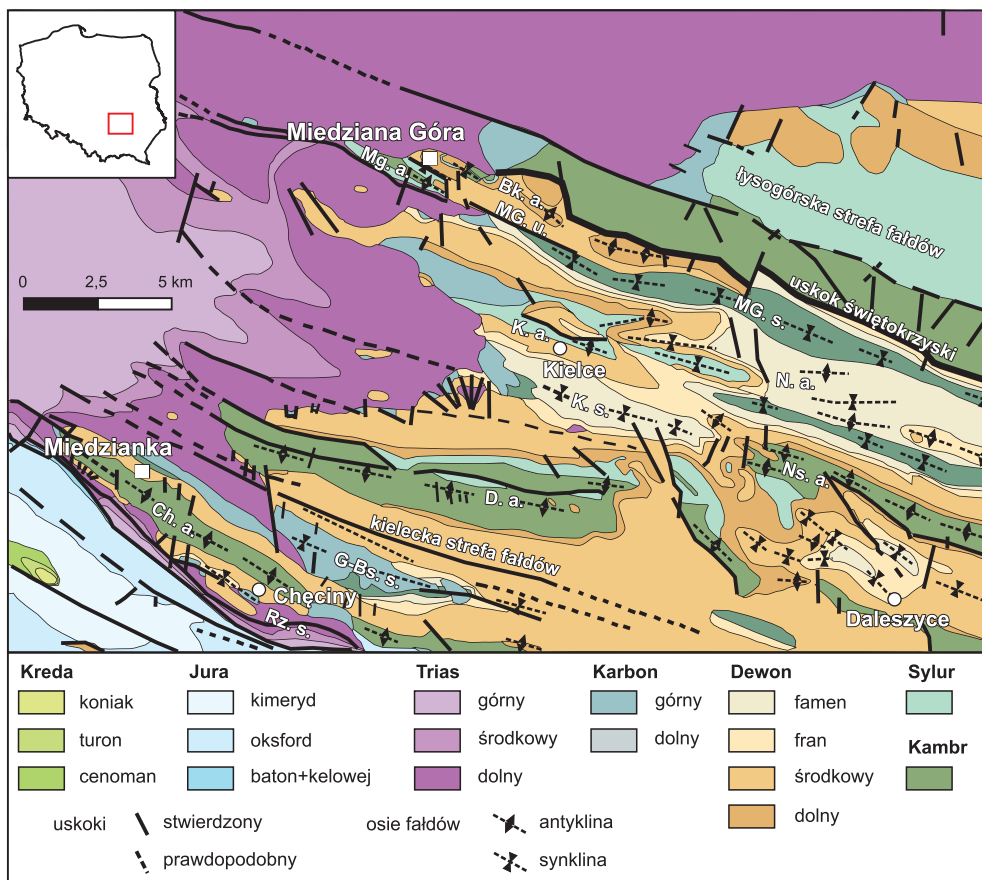 Miedziana Góra
Mg. a.
Bk. a.
MG. u.
łysogórska strefa fałdów
0 2,5 5 km
uskok świętokrzyski
MG. s.
K. a.
Kielce
N. a.
K. s.
Miedzianka
Ns. a.
D. a.
Ch. a.
kielecka strefa fałdów
G-Bs. s.
Chęciny
Rz. s.
Daleszyce
Kreda
koniak
turon
cenoman
Jura
kimeryd
oksford
baton+kelowej
Trias
górny
środkowy
dolny
Karbon
górny
dolny
Dewon
famen
fran
środkowy
dolny
Sylur
Kambr
uskoki
stwierdzony
prawdopodobny
osie fałdów
antyklina
synklina